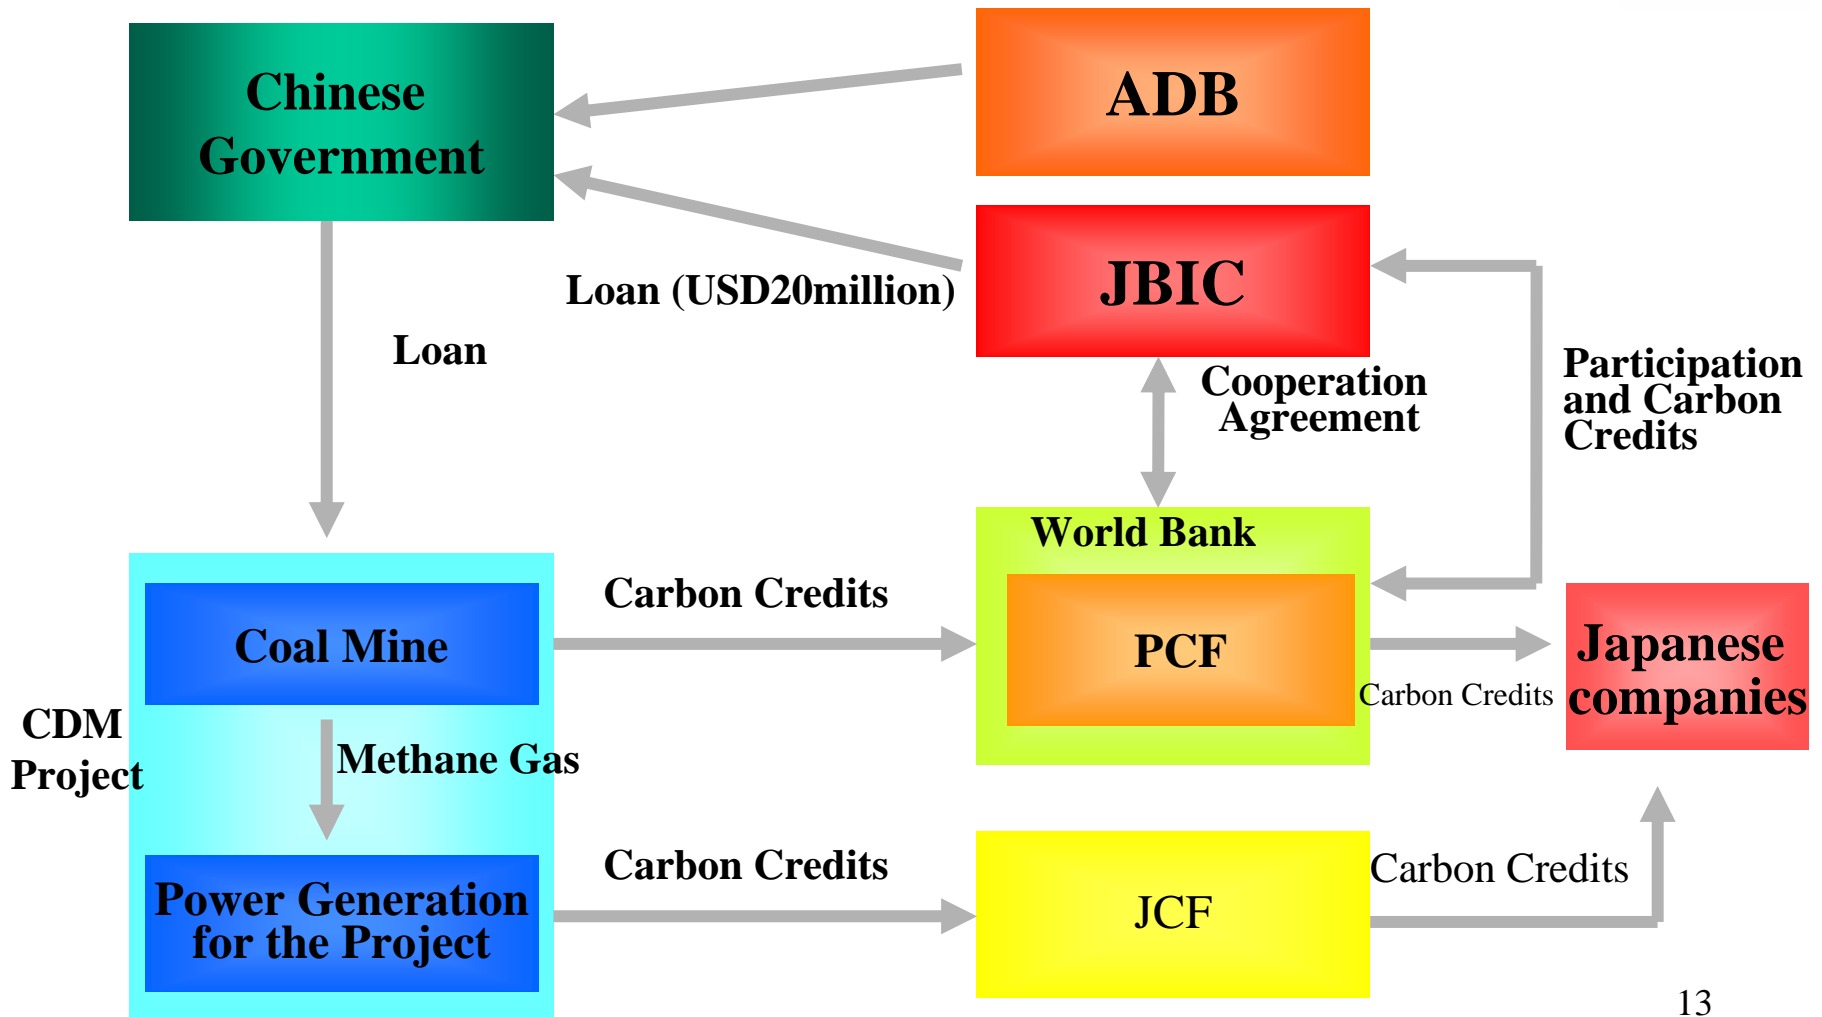 Chinese
Government
ADB
JBIC
Loan (USD20million)
Loan
Cooperation
Agreement
Participation
and Carbon
Credits
World Bank
PCF
Carbon Credits
Coal Mine
Carbon Credits
Japanese
companies
CDM
Project
Methane Gas
Power Generation
for the Project
Carbon Credits
JCF
Carbon Credits
13